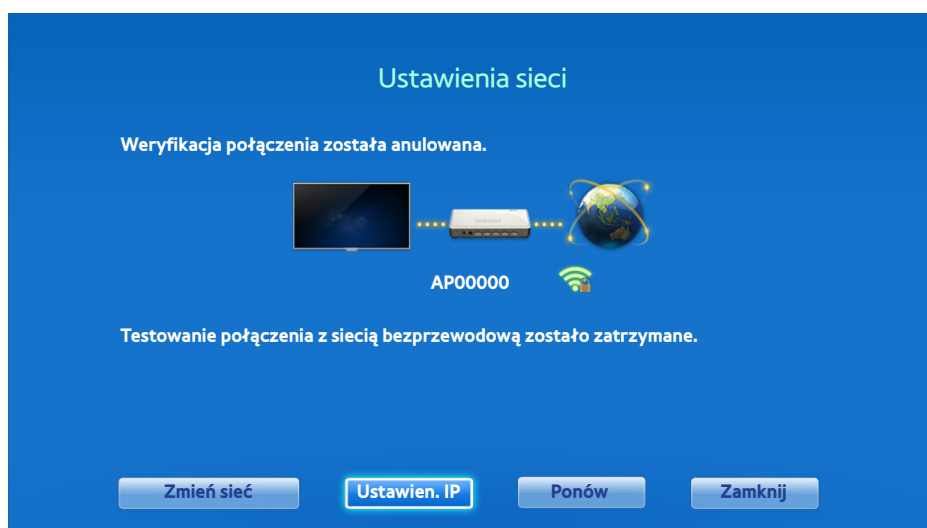 Ustawienia sieci
Weryfikacja połączenia została anulowana.
SAMSUNG
AP00000
Testowanie połączenia z siecią bezprzewodową zostało zatrzymane.
Zmień sieć
Ustawien. IP
Ponów
Zamknij